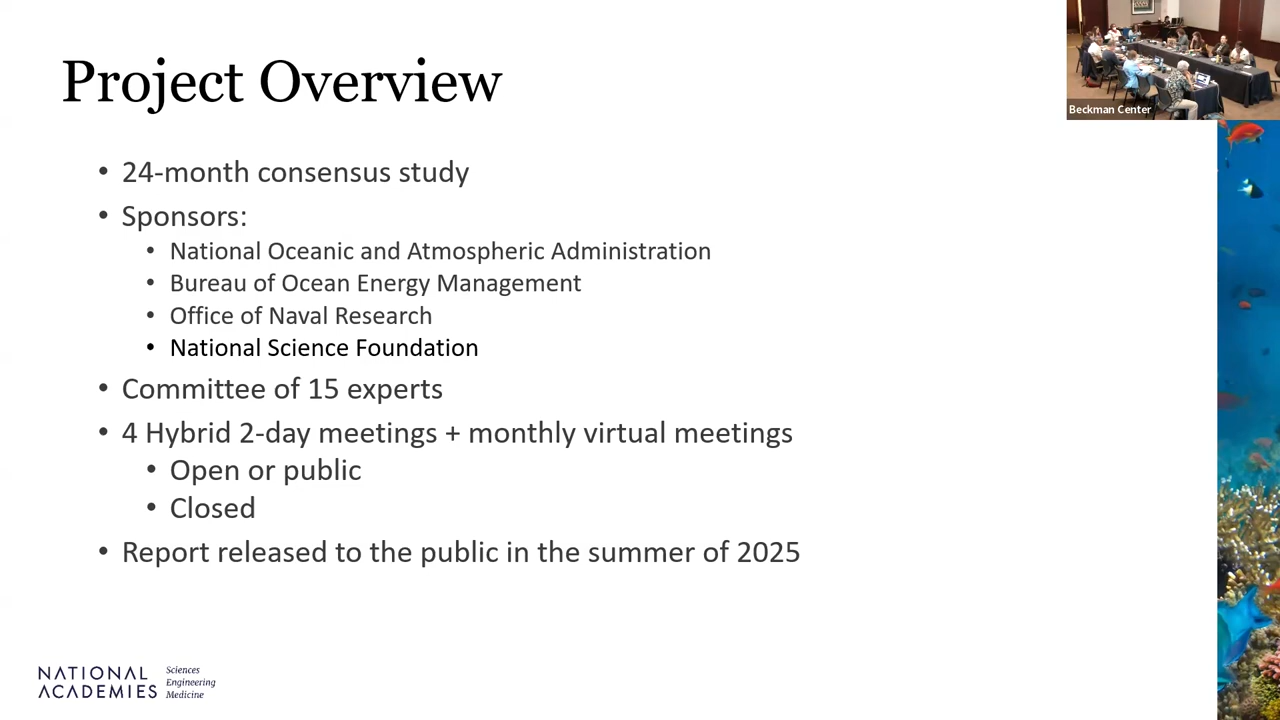 Project Overview
Beckman Center
• 24-month consensus study
• Sponsors:
• National Oceanic and Atmospheric Administration
• Bureau of Ocean Energy Management
• Office of Naval Research
• National Science Foundation
• Committee of 15 experts
• 4 Hybrid 2-day meetings + monthly virtual meetings
• Open or public
• Closed
• Report released to the public in the summer of 2025
NATIONAL ACADEMIES
Sciences
Engineering
Medicine